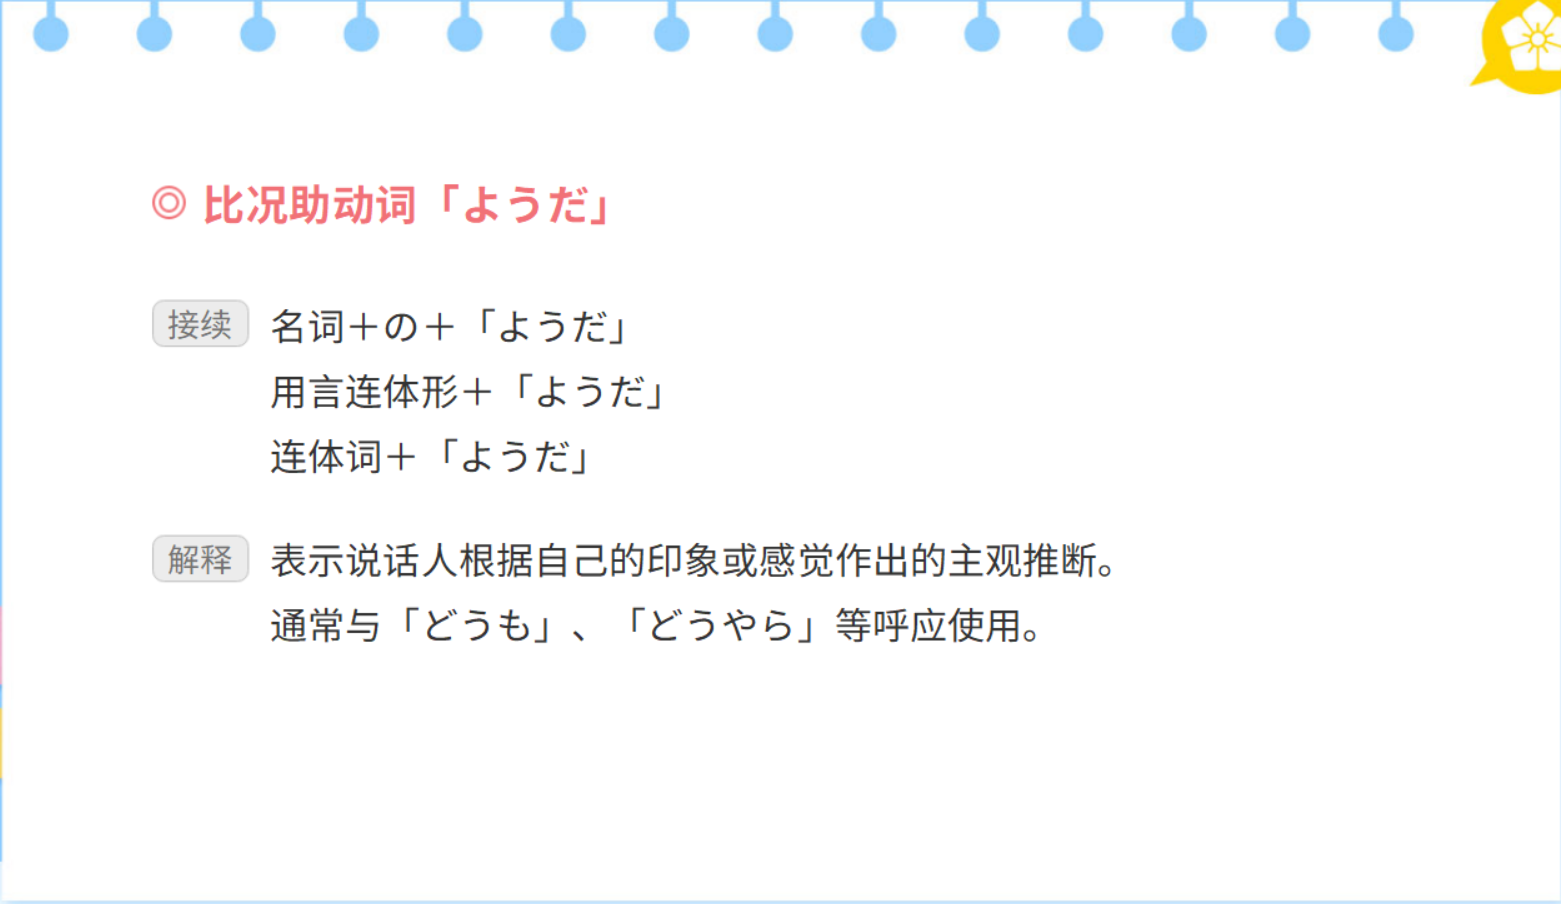 ◎ 比况助动词「ようだ」
接续 名词＋の＋「ようだ」
用言连体形＋「ようだ」
连体词＋「ようだ」
解释 表示说话人根据自己的印象或感觉作出的主观推断。
通常与「どうも」、「どうやら」等呼应使用。